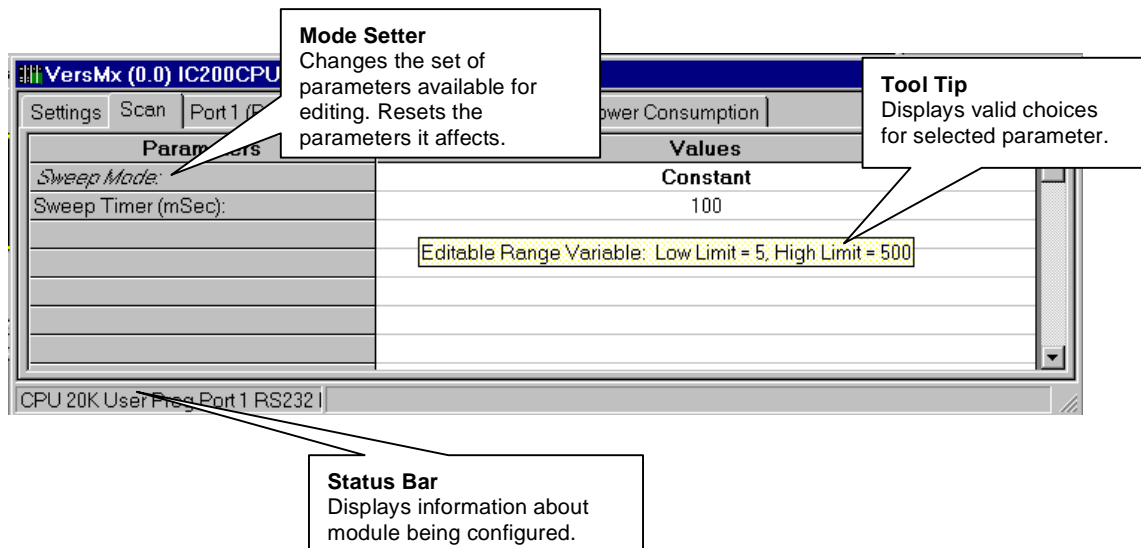 Mode Setter
Changes the set of
parameters available for
editing. Resets the
parameters it affects.
Tool Tip
Displays valid choices
for selected parameter.
VersMx (0.0) IC200CPU
Settings Scan Port 1 Consumption
Values
Sweep Mode: Constant
Sweep Timer (mSec): 100
Editable Range Variable: Low Limit = 5, High Limit = 500
CPU 20K User Prog Port 1 RS232
Status Bar
Displays information about
module being configured.